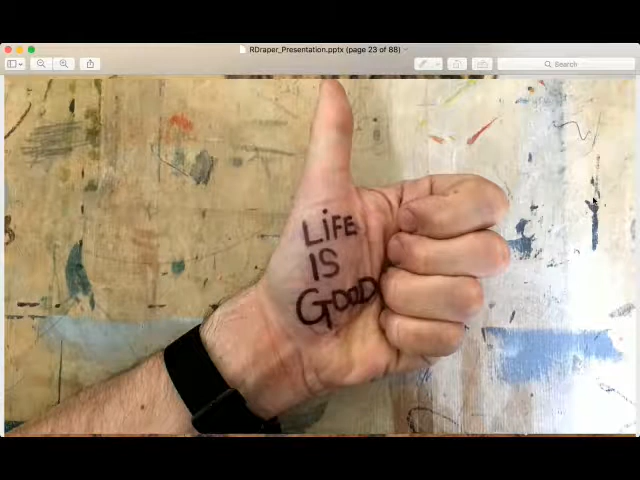 RDraper_Presentation.pptx (page 23 of 88)
Search
LiFE
IS
GOOD